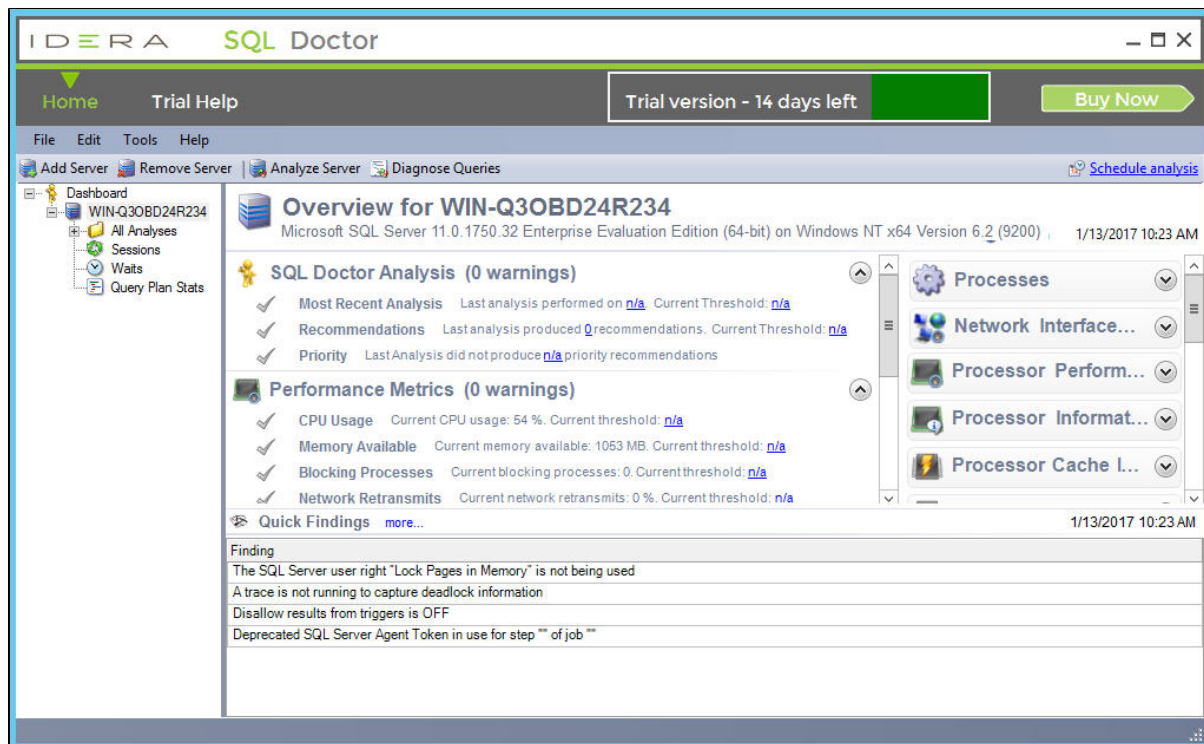 IDERA SQL Doctor
Home Trial Help Trial version - 14 days left Buy Now
File Edit Tools Help
Add Server Remove Server Analyze Server Diagnose Queries Schedule analysis
Dashboard
WIN-Q3OBD24R234
All Analyses
Sessions
Waits
Query Plan Stats
Overview for WIN-Q3OBD24R234
Microsoft SQL Server 11.0.1750.32 Enterprise Evaluation Edition (64-bit) on Windows NT x64 Version 6.2 (9200) 1/13/2017 10:23 AM
SQL Doctor Analysis (0 warnings)
Most Recent Analysis Last analysis performed on n/a. Current Threshold: n/a
Recommendations Last analysis produced 0 recommendations. Current Threshold: n/a
Priority Last Analysis did not produce n/a priority recommendations
Performance Metrics (0 warnings)
CPU Usage Current CPU usage: 54 %. Current threshold: n/a
Memory Available Current memory available: 1053 MB. Current threshold: n/a
Blocking Processes Current blocking processes: 0. Current threshold: n/a
Network Retransmits Current network retransmits: 0 %. Current threshold: n/a
Processes
Network Interface...
Processor Perform...
Processor Informat...
Processor Cache I...
Quick Findings more... 1/13/2017 10:23 AM
Finding
The SQL Server user right "Lock Pages in Memory" is not being used
A trace is not running to capture deadlock information
Disallow results from triggers is OFF
Deprecated SQL Server Agent Token in use for step "" of job ""